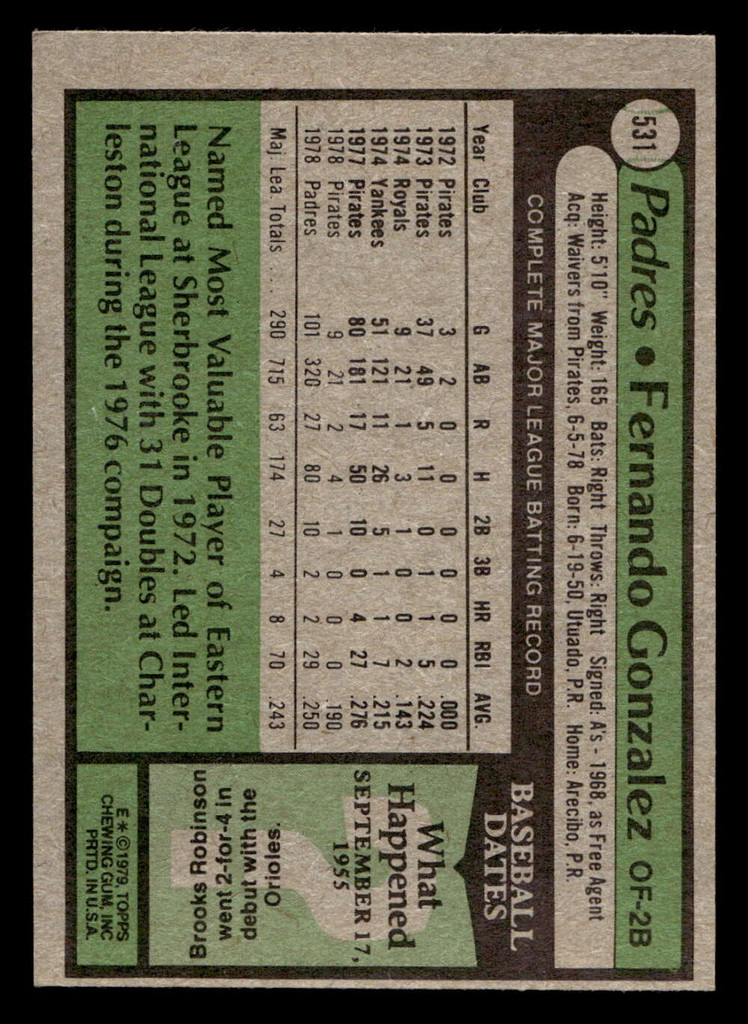 531
Padres • Fernando Gonzalez OF-2B
Height: 5'10" Weight: 165 Bats: Right Throws: Right Signed: A's - 1968, as Free Agent
Acq: Waivers from Pirates, 6-5-78 Born: 6-19-50, Utuado, P.R. Home: Arecibo, P.R.
COMPLETE MAJOR LEAGUE BATTING RECORD
Year Club G AB R H 2B 3B HR RBI AVG.
1972 Pirates 3 2 0 0 0 0 0 0 .000
1973 Pirates 37 49 5 11 0 1 1 5 .224
1974 Royals 9 21 1 3 1 0 0 2 .143
1974 Yankees 51 121 11 26 5 1 1 7 .215
1977 Pirates 80 181 17 50 10 0 4 27 .276
1978 Pirates 9 21 2 4 1 0 0 0 .190
1978 Padres 101 320 27 80 10 2 2 29 .250
Maj. Lea. Totals .... 290 715 63 174 27 4 8 70 .243
Named Most Valuable Player of Eastern
League at Sherbrooke in 1972. Led Inter-
national League with 31 Doubles at Char-
leston during the 1976 compaign.
BASEBALL
DATES
What
Happened
SEPTEMBER 17,
1955
?
Brooks Robinson
went 2-for-4 in
debut with the
Orioles.
E*© 1979, TOPPS
CHEWING GUM, INC
PRTD. IN U.S.A.